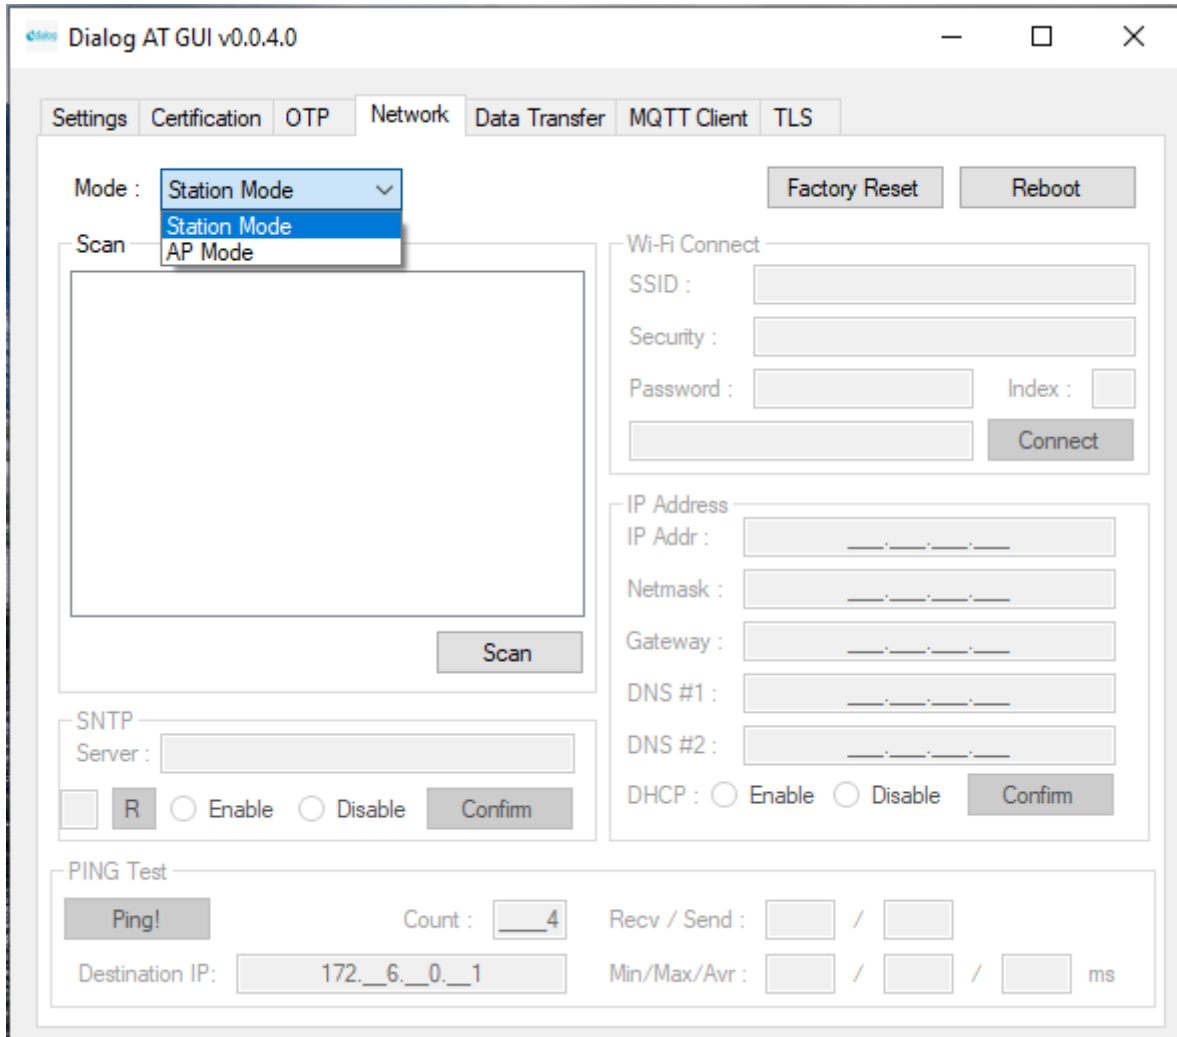 dialog Dialog AT GUI v0.0.4.0
Settings Certification OTP Network Data Transfer MQTT Client TLS
Mode : Station Mode Factory Reset Reboot
Station Mode
AP Mode
Scan
Scan
Wi-Fi Connect
SSID :
Security :
Password : Index :
Connect
IP Address
IP Addr : ___.___.___.___
Netmask : ___.___.___.___
Gateway : ___.___.___.___
DNS #1 : ___.___.___.___
DNS #2 : ___.___.___.___
DHCP : Enable Disable Confirm
SNTP
Server :
R Enable Disable Confirm
PING Test
Ping! Count : ____4 Recv / Send : /
Destination IP: 172.__6.__0.__1 Min/Max/Avr : / / ms